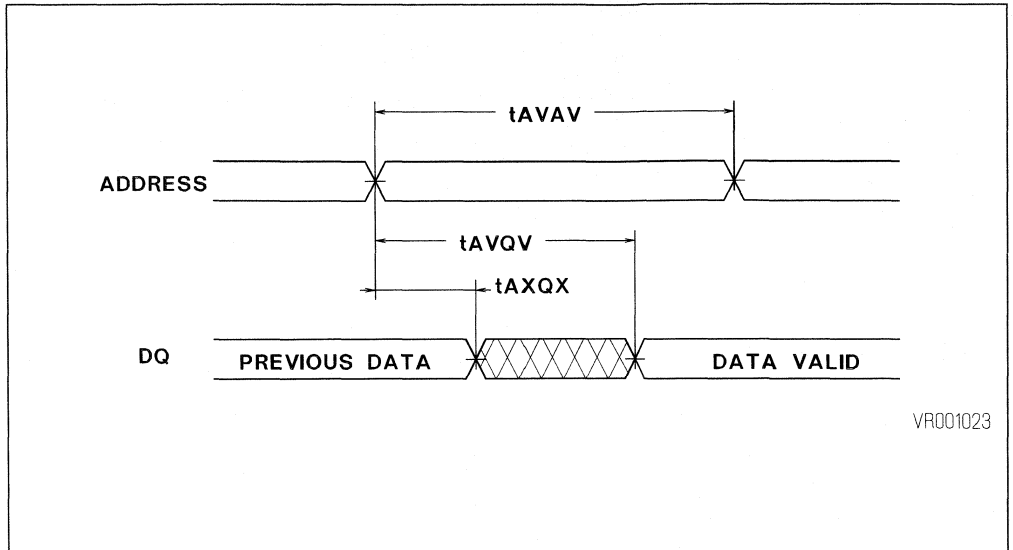 tAVAV
ADDRESS
tAVQV
tAXQX
DQ
PREVIOUS DATA
DATA VALID
VR001023